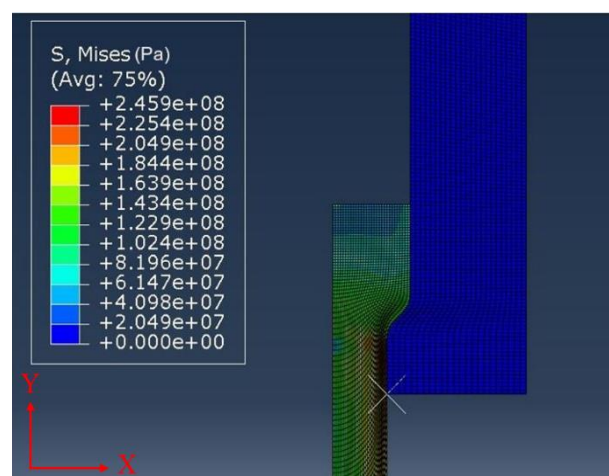 S, Mises (Pa)
(Avg: 75%)
+2.459e+08
+2.254e+08
+2.049e+08
+1.844e+08
+1.639e+08
+1.434e+08
+1.229e+08
+1.024e+08
+8.196e+07
+6.147e+07
+4.098e+07
+2.049e+07
+0.000e+00
Y
X